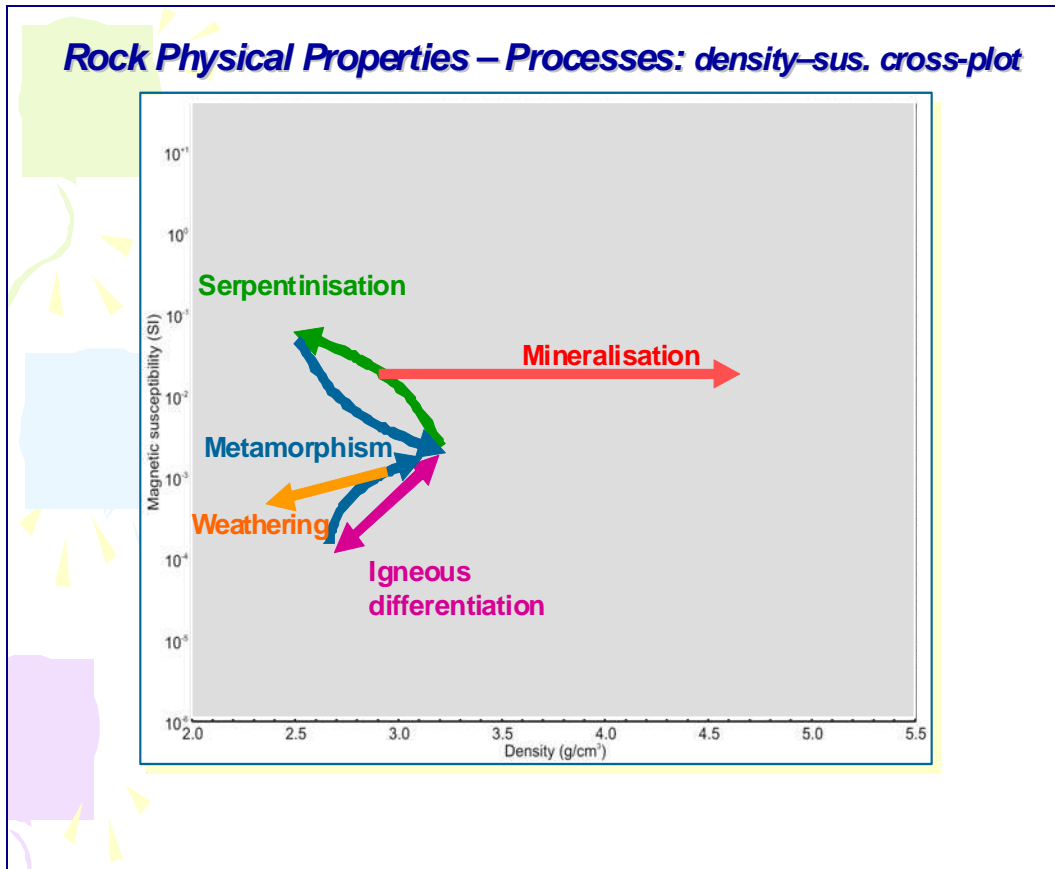 Rock Physical Properties – Processes: density–sus. cross-plot
10⁺¹
10⁰
Serpentinisation
10⁻¹
Mineralisation
10⁻²
Magnetic susceptibility (SI)
Metamorphism
10⁻³
Weathering
10⁻⁴
Igneous
differentiation
10⁻⁵
10⁻⁶
2.0 2.5 3.0 3.5 4.0 4.5 5.0 5.5
Density (g/cm³)